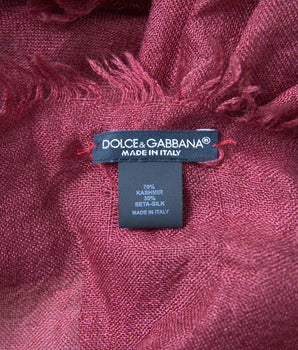 DOLCE&GABBANA®
MADE IN ITALY
70%
KASHMIR
30%
SETA-SILK
MADE IN ITALY